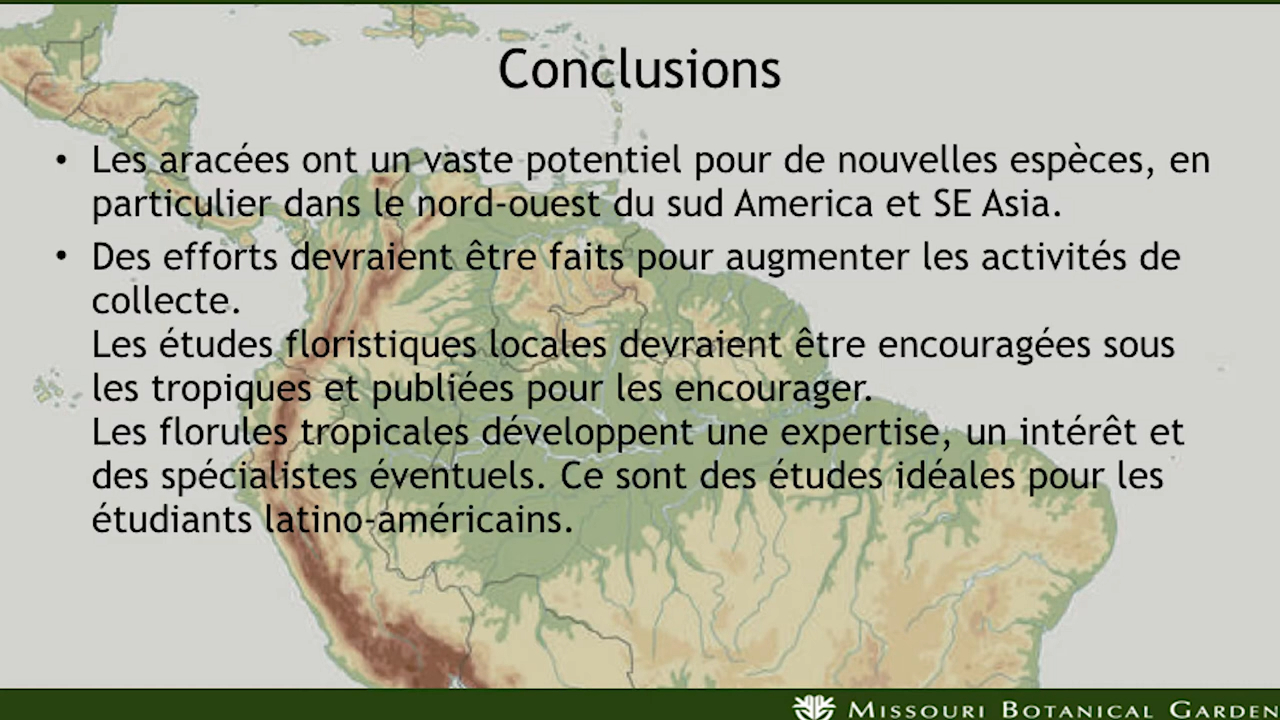 Conclusions
• Les aracées ont un vaste potentiel pour de nouvelles espèces, en
particulier dans le nord-ouest du sud America et SE Asia.
• Des efforts devraient être faits pour augmenter les activités de
collecte.
Les études floristiques locales devraient être encouragées sous
les tropiques et publiées pour les encourager.
Les florules tropicales développent une expertise, un intérêt et
des spécialistes éventuels. Ce sont des études idéales pour les
étudiants latino-américains.
MISSOURI BOTANICAL GARDEN